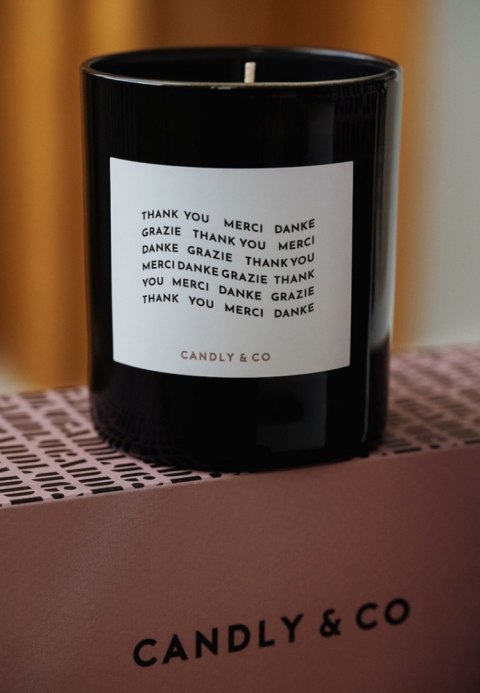 THANK YOU MERCI DANKE
GRAZIE THANK YOU MERCI
DANKE GRAZIE THANK YOU
MERCI DANKE GRAZIE THANK
YOU MERCI DANKE GRAZIE
THANK YOU MERCI DANKE
CANDLY & CO
CANDLY & CO